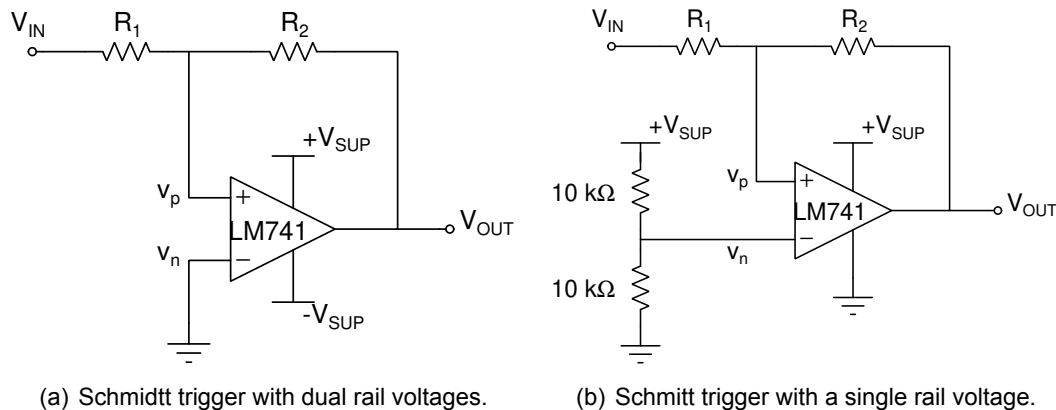 V_IN
R_1
R_2
+V_SUP
v_p
+
LM741
V_OUT
v_n
−
-V_SUP
(a) Schmidtt trigger with dual rail voltages.
V_IN
R_1
R_2
+V_SUP
+V_SUP
10 kΩ
v_p
+
LM741
V_OUT
−
v_n
10 kΩ
(b) Schmitt trigger with a single rail voltage.